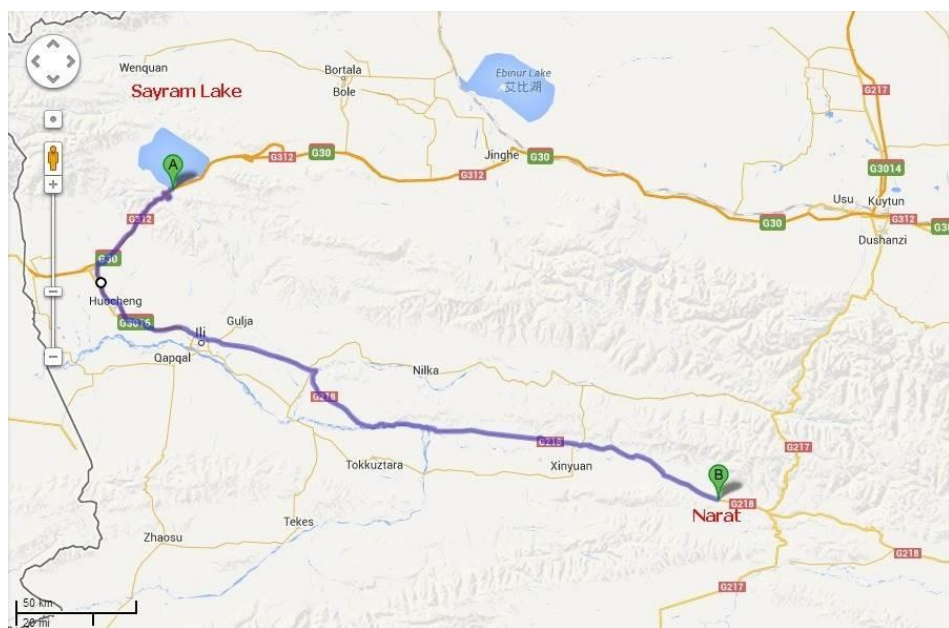 Wenquan
Bortala
Bole
Ebinur Lake
艾比湖
Sayram Lake
G217
A
G312
G30
Jinghe
G30
G312
G3014
Usu
Kuytun
G30
G312
Dushanzi
G312
G30
Huocheng
Ili
Gulja
Qapqal
Nilka
G218
G218
G217
Tokkuztara
Xinyuan
B
G218
Narat
G218
Tekes
Zhaosu
G217
50 km
20 mi